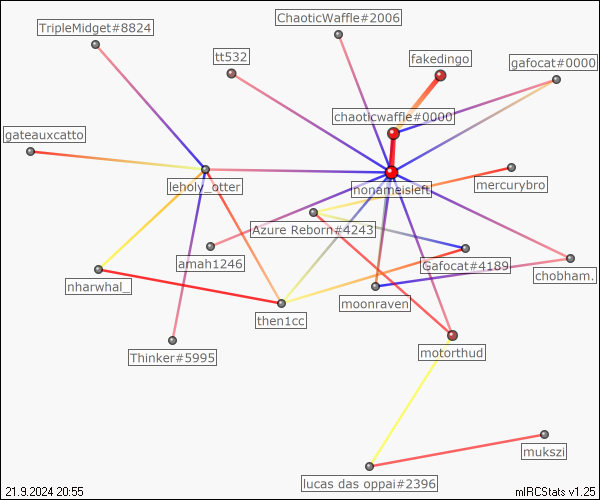 ChaoticWaffle#2006
TripleMidget#8824
tt532
fakedingo
gafocat#0000
chaoticwaffle#0000
gateauxcatto
leholy_otter
nonameisleft
mercurybro
Azure Reborn#4243
amah1246
Gafocat#4189
chobham.
nharwhal_
moonraven
then1cc
Thinker#5995
motorthud
mukszi
lucas das oppai#2396
21.9.2024 20:55
mIRCStats v1.25